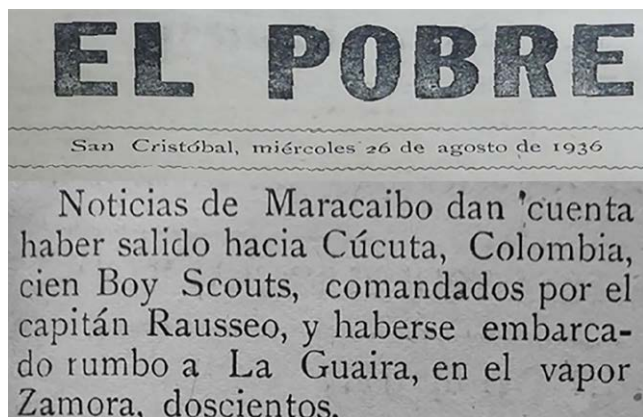 EL POBRE
San Cristóbal, miércoles 26 de agosto de 1936
Noticias de Maracaibo dan 'cuenta
haber salido hacia Cúcuta, Colombia,
cien Boy Scouts, comandados por el
capitán Rausseo, y haberse embarca-
do rumbo a La Guaira, en el vapor
Zamora, doscientos.